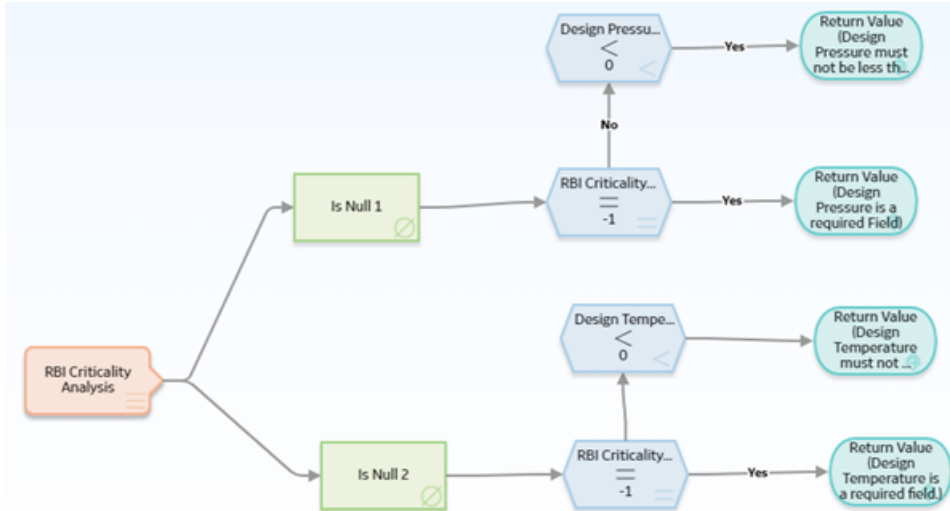 Design Pressu...
<
0
Yes
Return Value
(Design
Pressure must
not be less th...
No
Is Null 1
RBI Criticality...
=
-1
Yes
Return Value
(Design
Pressure is a
required Field)
RBI Criticality
Analysis
Design Tempe...
<
0
Return Value
(Design
Temperature
must not ...
Is Null 2
RBI Criticality...
=
-1
Yes
Return Value
(Design
Temperature is
a required field.)